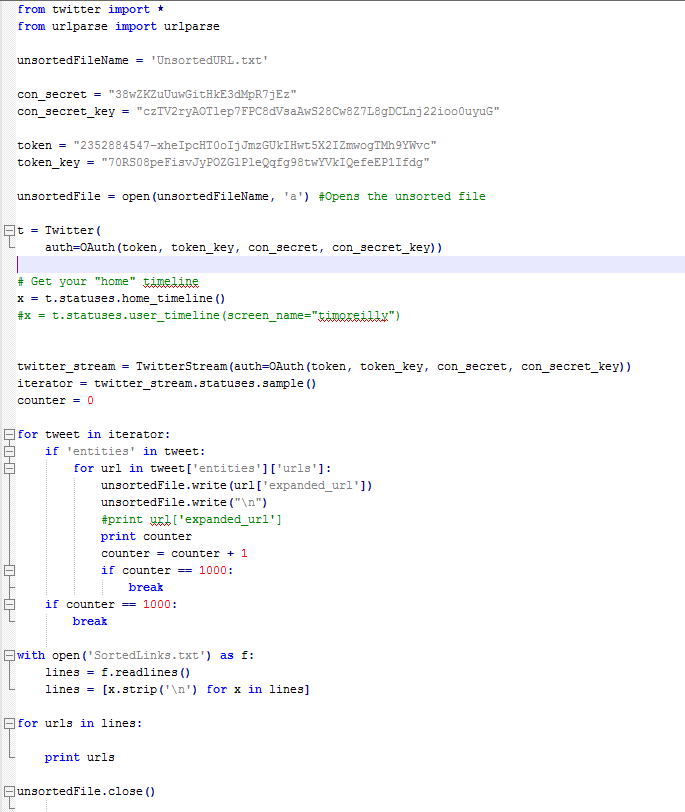 from twitter import *
from urlparse import urlparse
unsortedFileName = 'UnsortedURL.txt'
con_secret = "38wZKZuUuwGitHkE3dMpR7jEz"
con_secret_key = "czTV2ryAOTlep7FPC8dVsaAwS28Cw8Z7L8gDCLnj22ioo0uyuG"
token = "2352884547-xheIpcHT0oIjJmzGUkIHwt5X2IZmwogTMh9YWvc"
token_key = "70RS08peFisvJyPOZGlPleQqfg98twYVkIQefeEP1Ifdg"
unsortedFile = open(unsortedFileName, 'a') #Opens the unsorted file
t = Twitter(
auth=OAuth(token, token_key, con_secret, con_secret_key))
# Get your "home" timeline
x = t.statuses.home_timeline()
#x = t.statuses.user_timeline(screen_name="timoreilly")
twitter_stream = TwitterStream(auth=OAuth(token, token_key, con_secret, con_secret_key))
iterator = twitter_stream.statuses.sample()
counter = 0
for tweet in iterator:
if 'entities' in tweet:
for url in tweet['entities']['urls']:
unsortedFile.write(url['expanded_url'])
unsortedFile.write("\n")
#print url['expanded_url']
print counter
counter = counter + 1
if counter == 1000:
break
if counter == 1000:
break
with open('SortedLinks.txt') as f:
lines = f.readlines()
lines = [x.strip('\n') for x in lines]
for urls in lines:
print urls
unsortedFile.close()